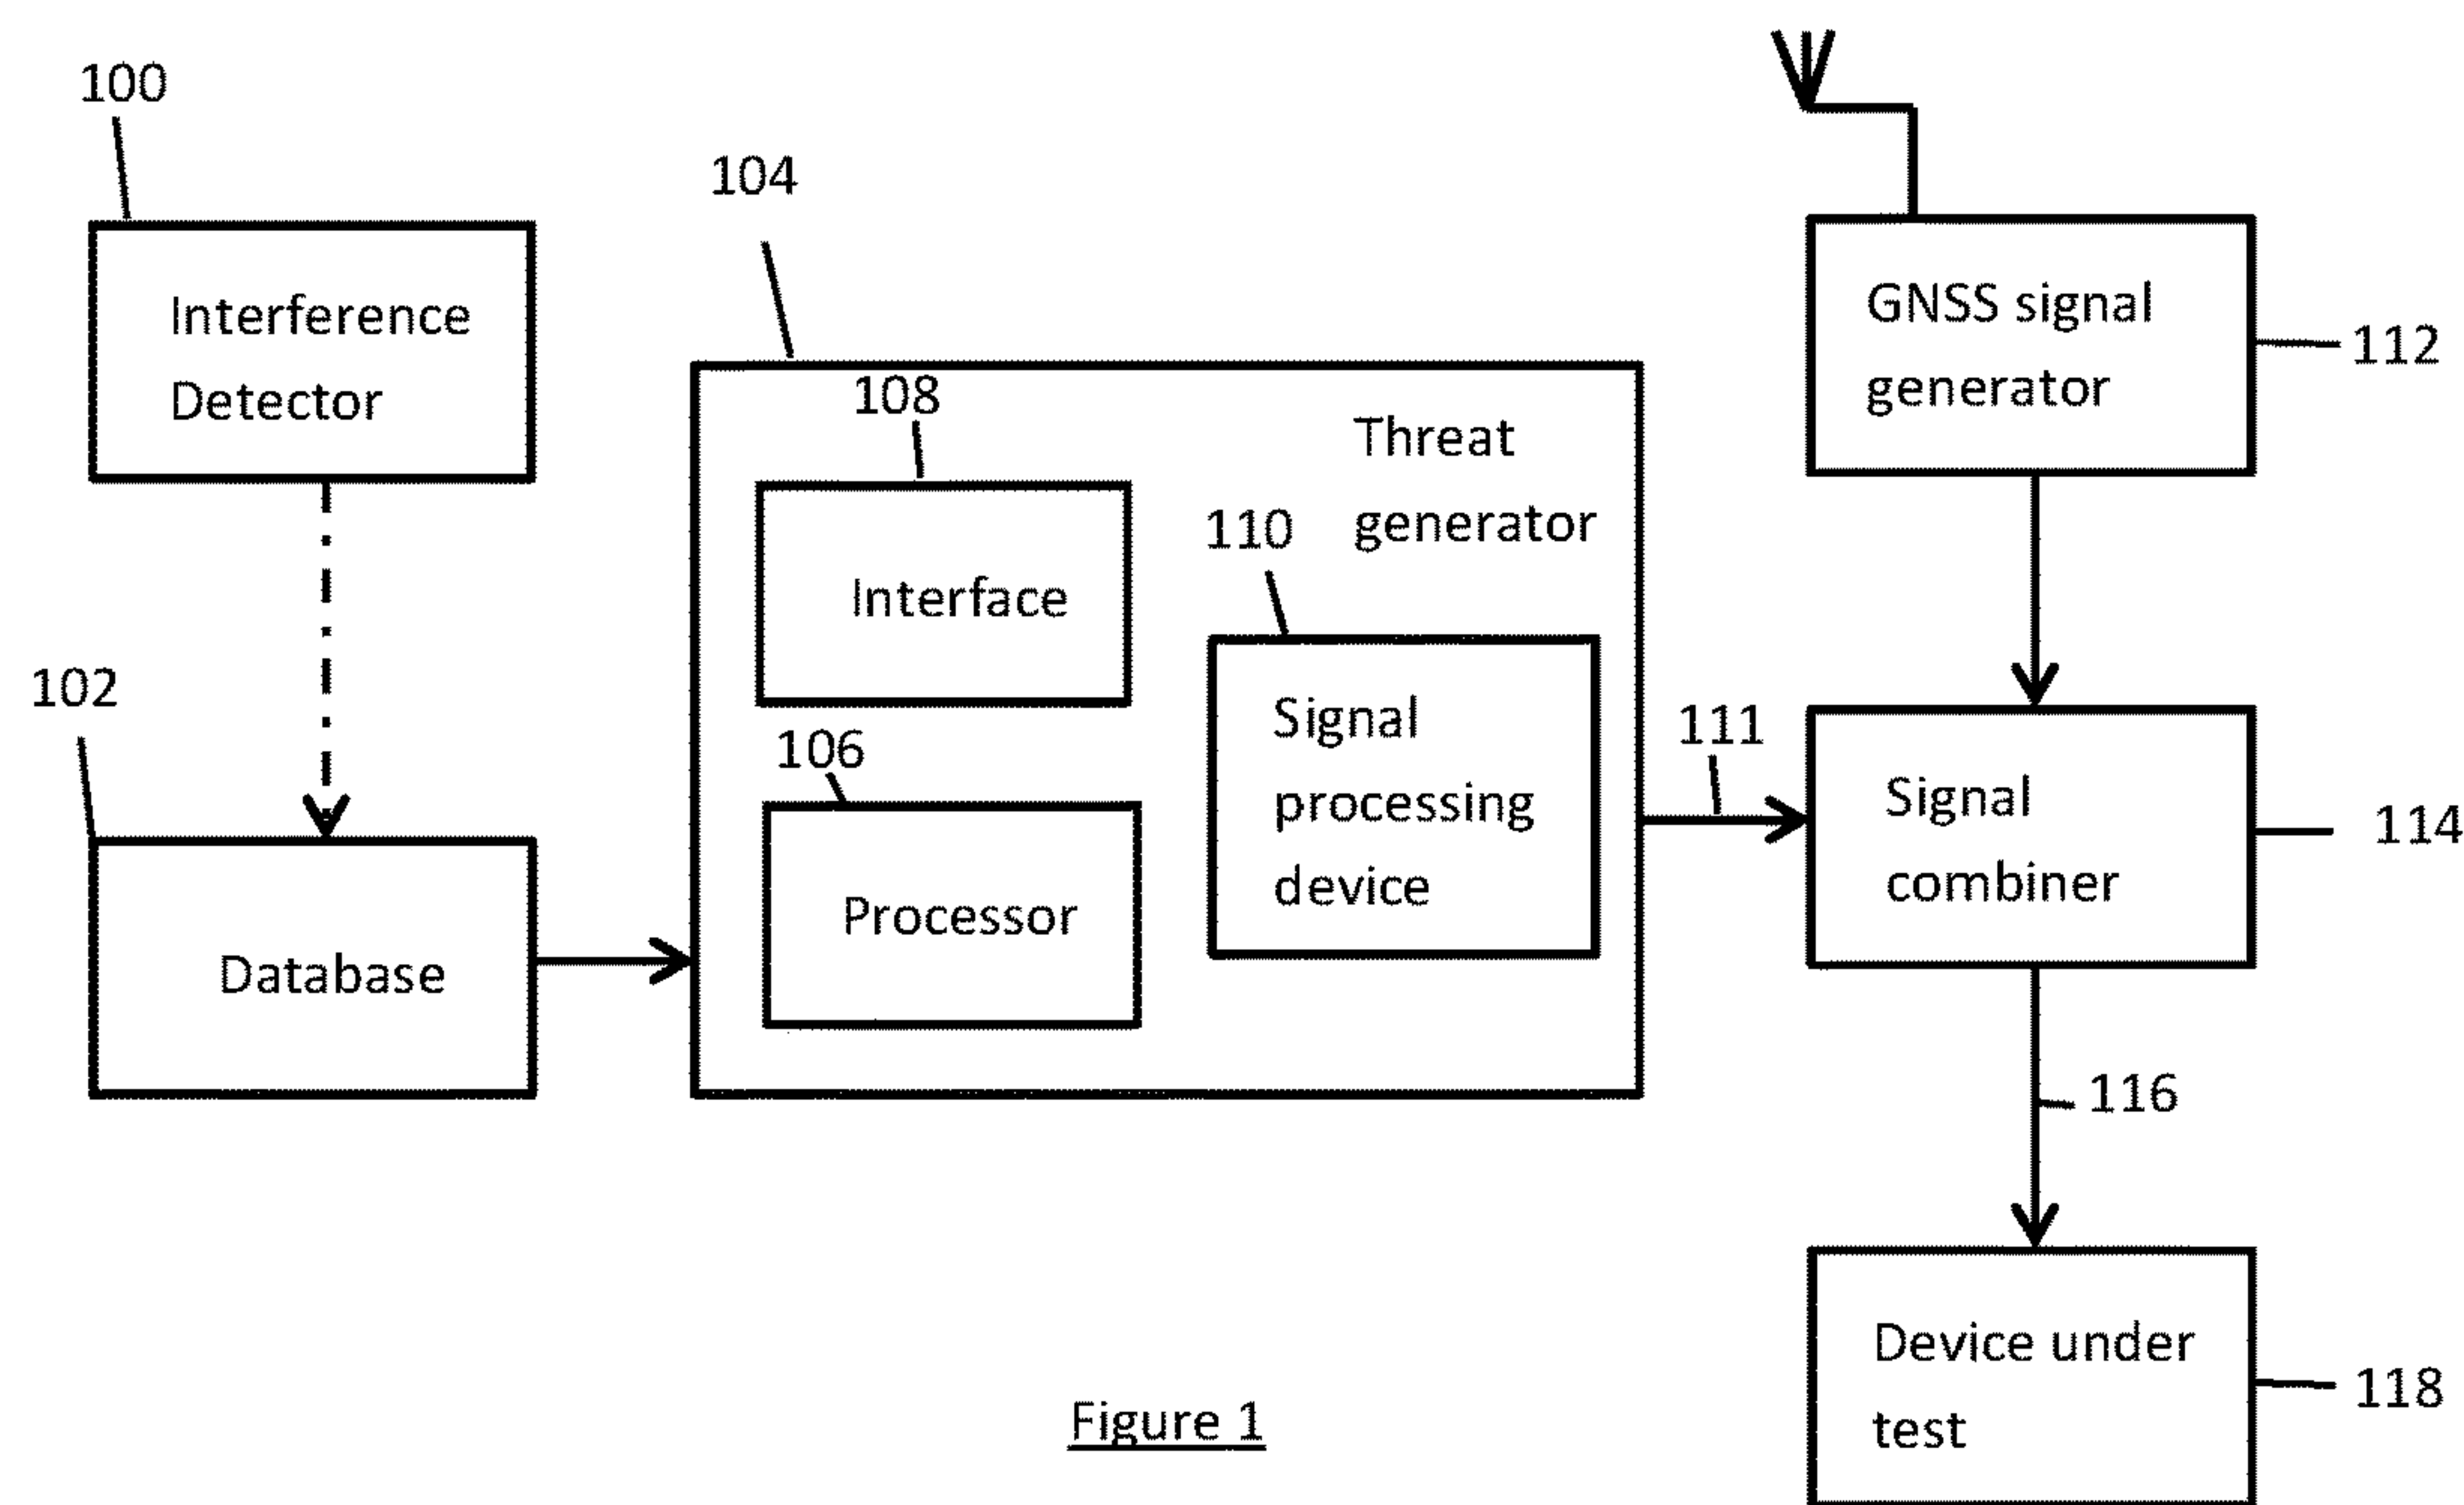 100
Interference
Detector
102
Database
104
108
Interface
106
Processor
Threat
generator
110
Signal
processing
device
111
GNSS signal
generator
112
Signal
combiner
114
116
Device under
test
118
Figure 1